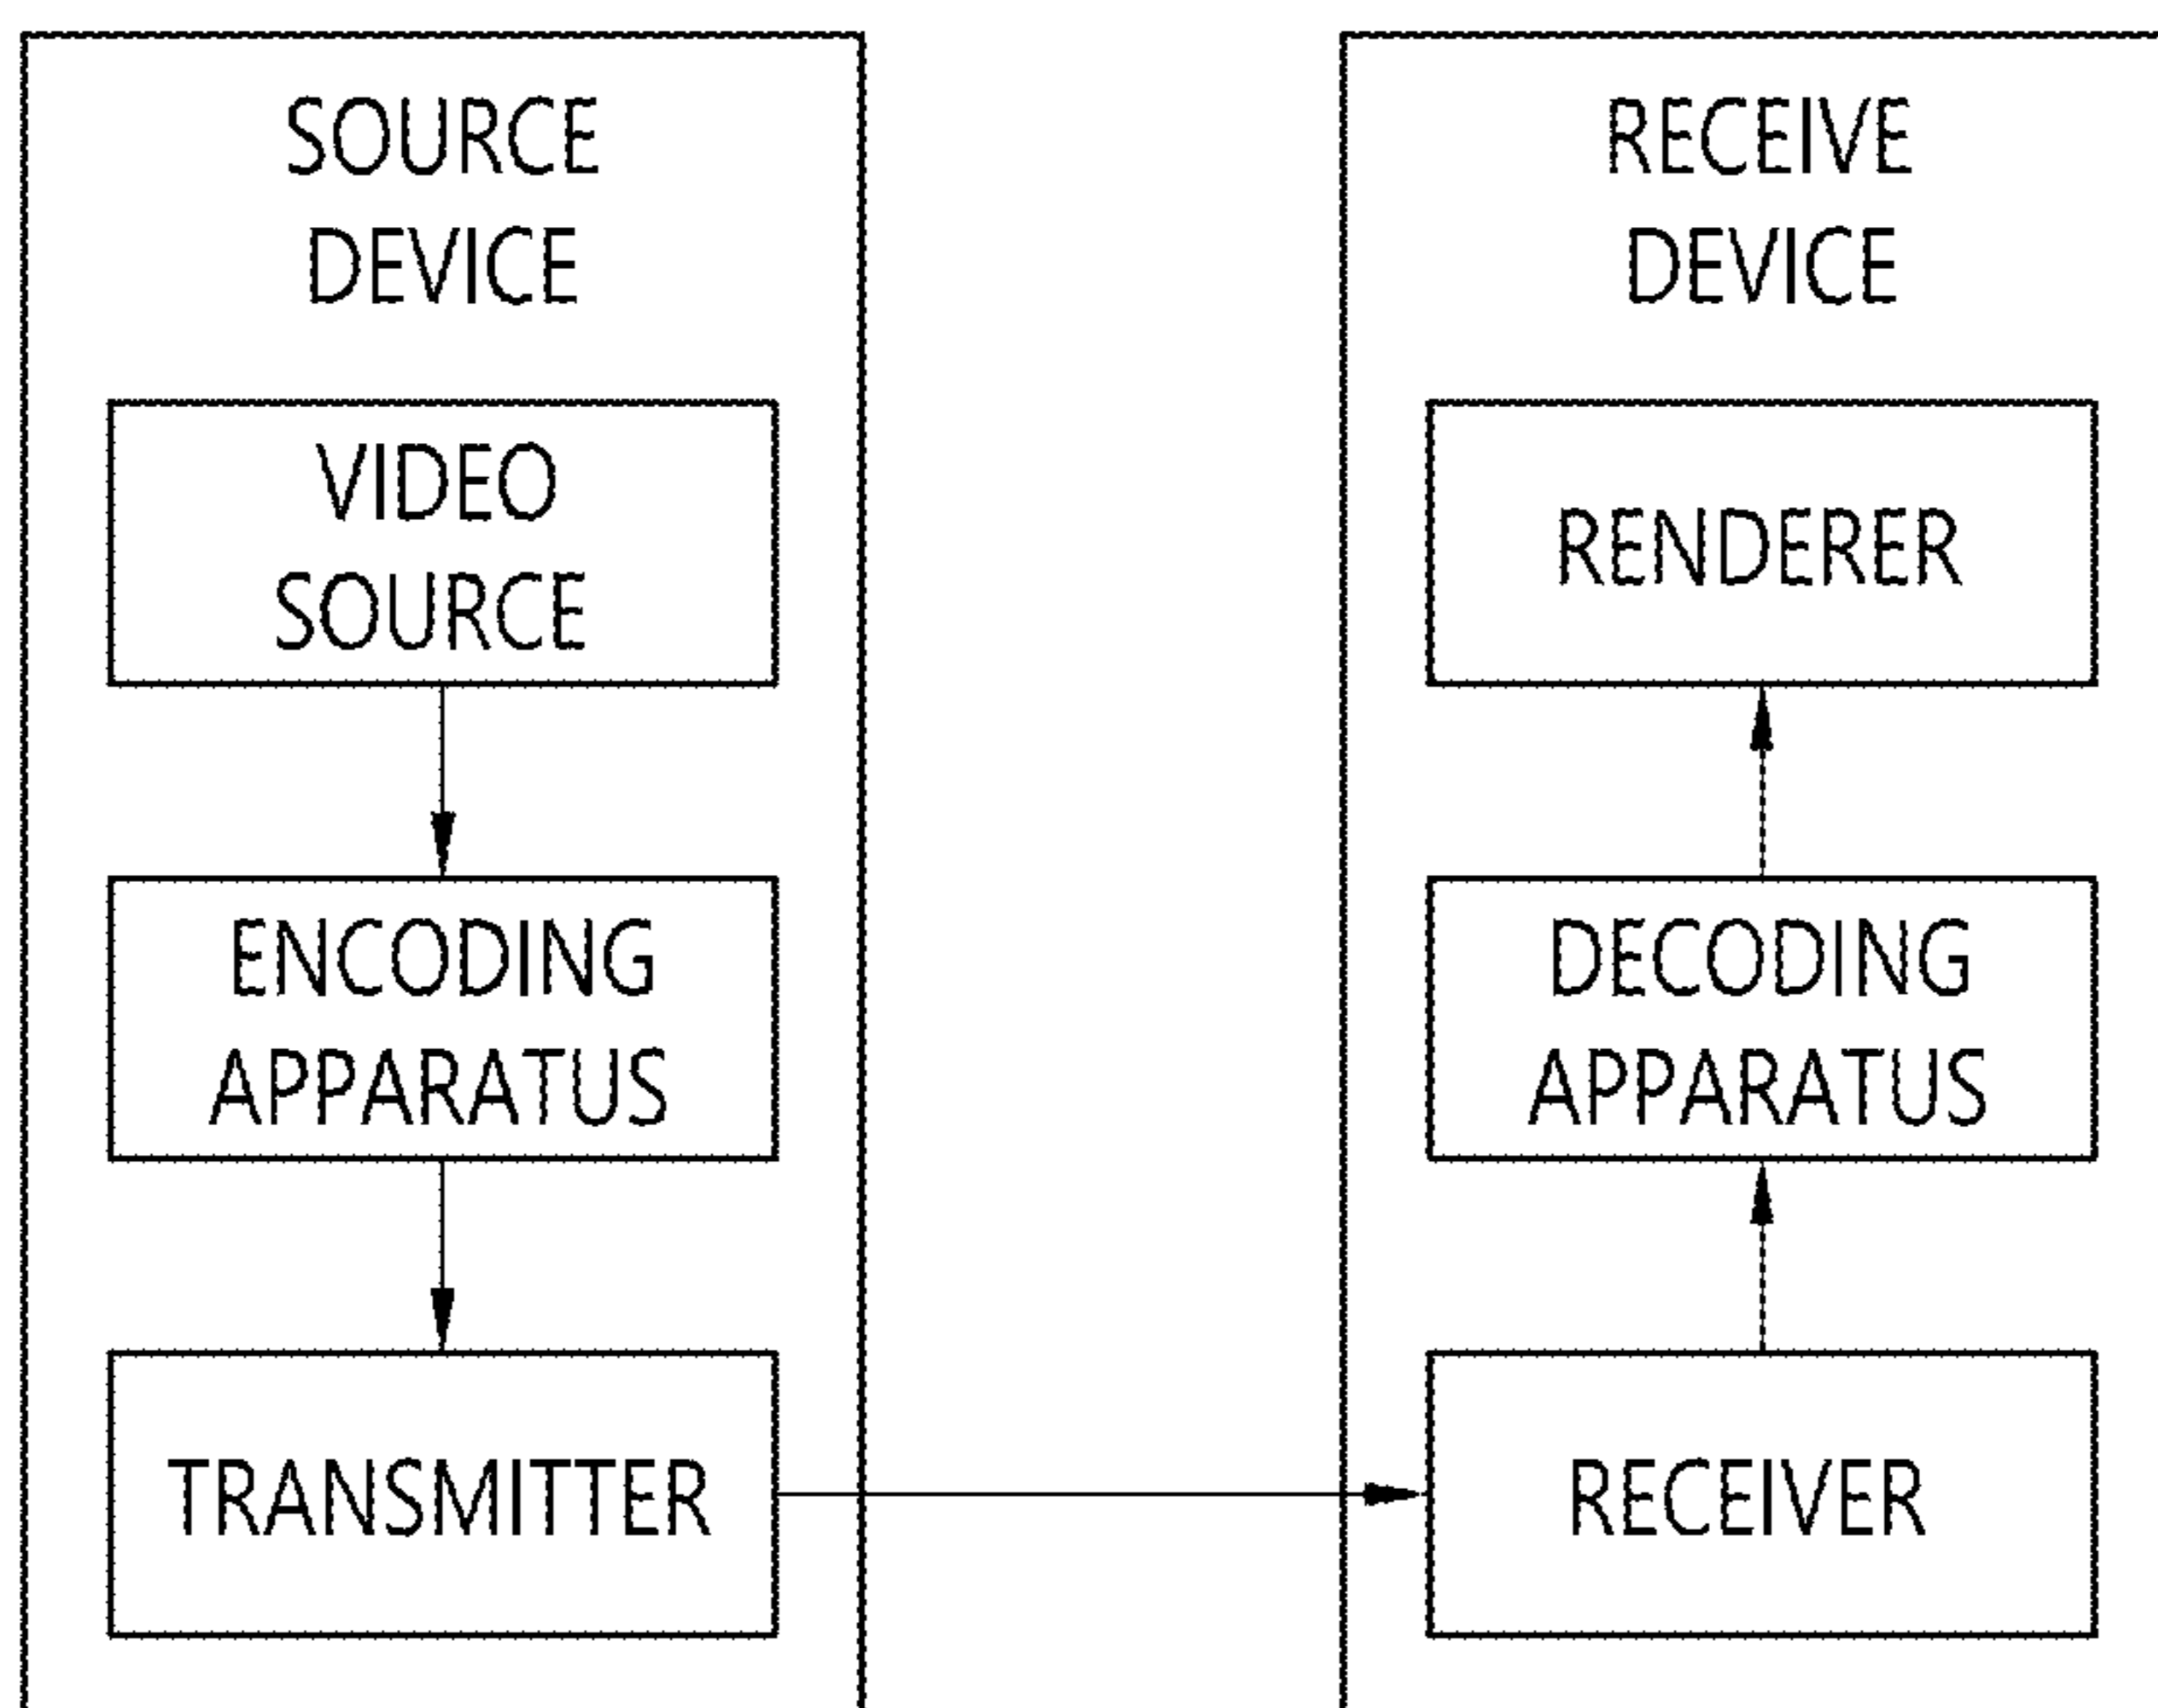 SOURCE
DEVICE
VIDEO
SOURCE
ENCODING
APPARATUS
TRANSMITTER
RECEIVE
DEVICE
RENDERER
DECODING
APPARATUS
RECEIVER